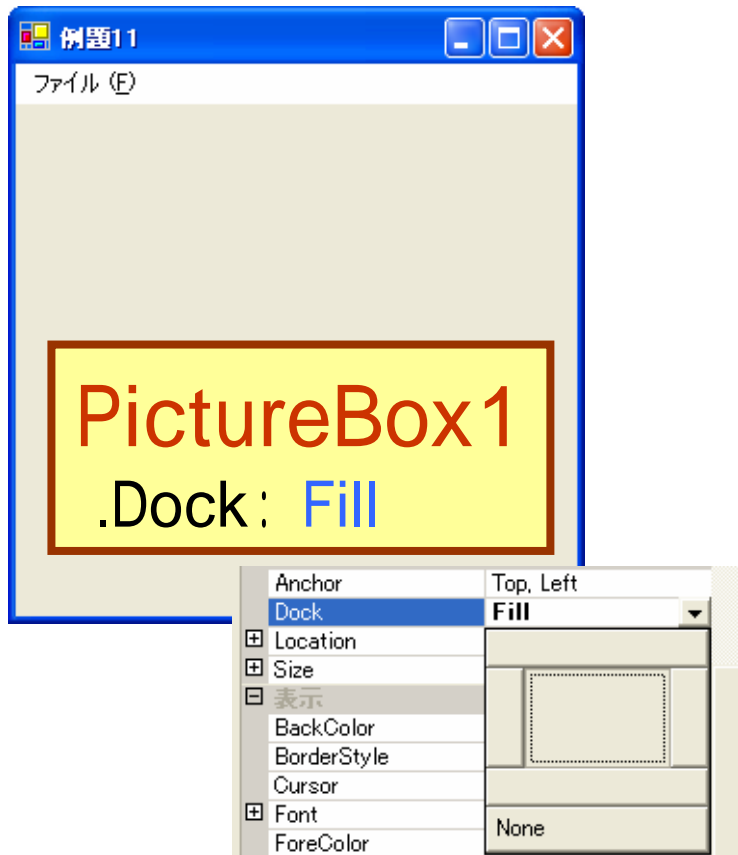 例題11
ファイル (F)
PictureBox1
.Dock: Fill
Anchor Top, Left
Dock Fill
Location
Size
表示
BackColor
BorderStyle
Cursor
Font
ForeColor
None